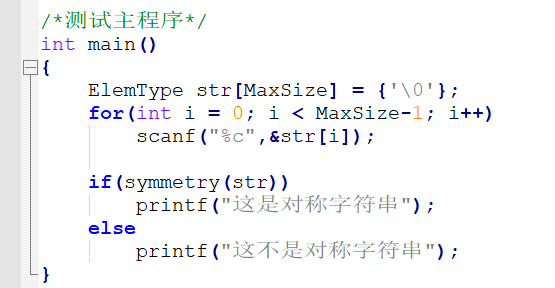 /*测试主程序*/
int main()
{
    ElemType str[MaxSize] = {'\0'};
    for(int i = 0; i < MaxSize-1; i++)
        scanf("%c",&str[i]);
    if(symmetry(str))
        printf("这是对称字符串");
    else
        printf("这不是对称字符串");
}